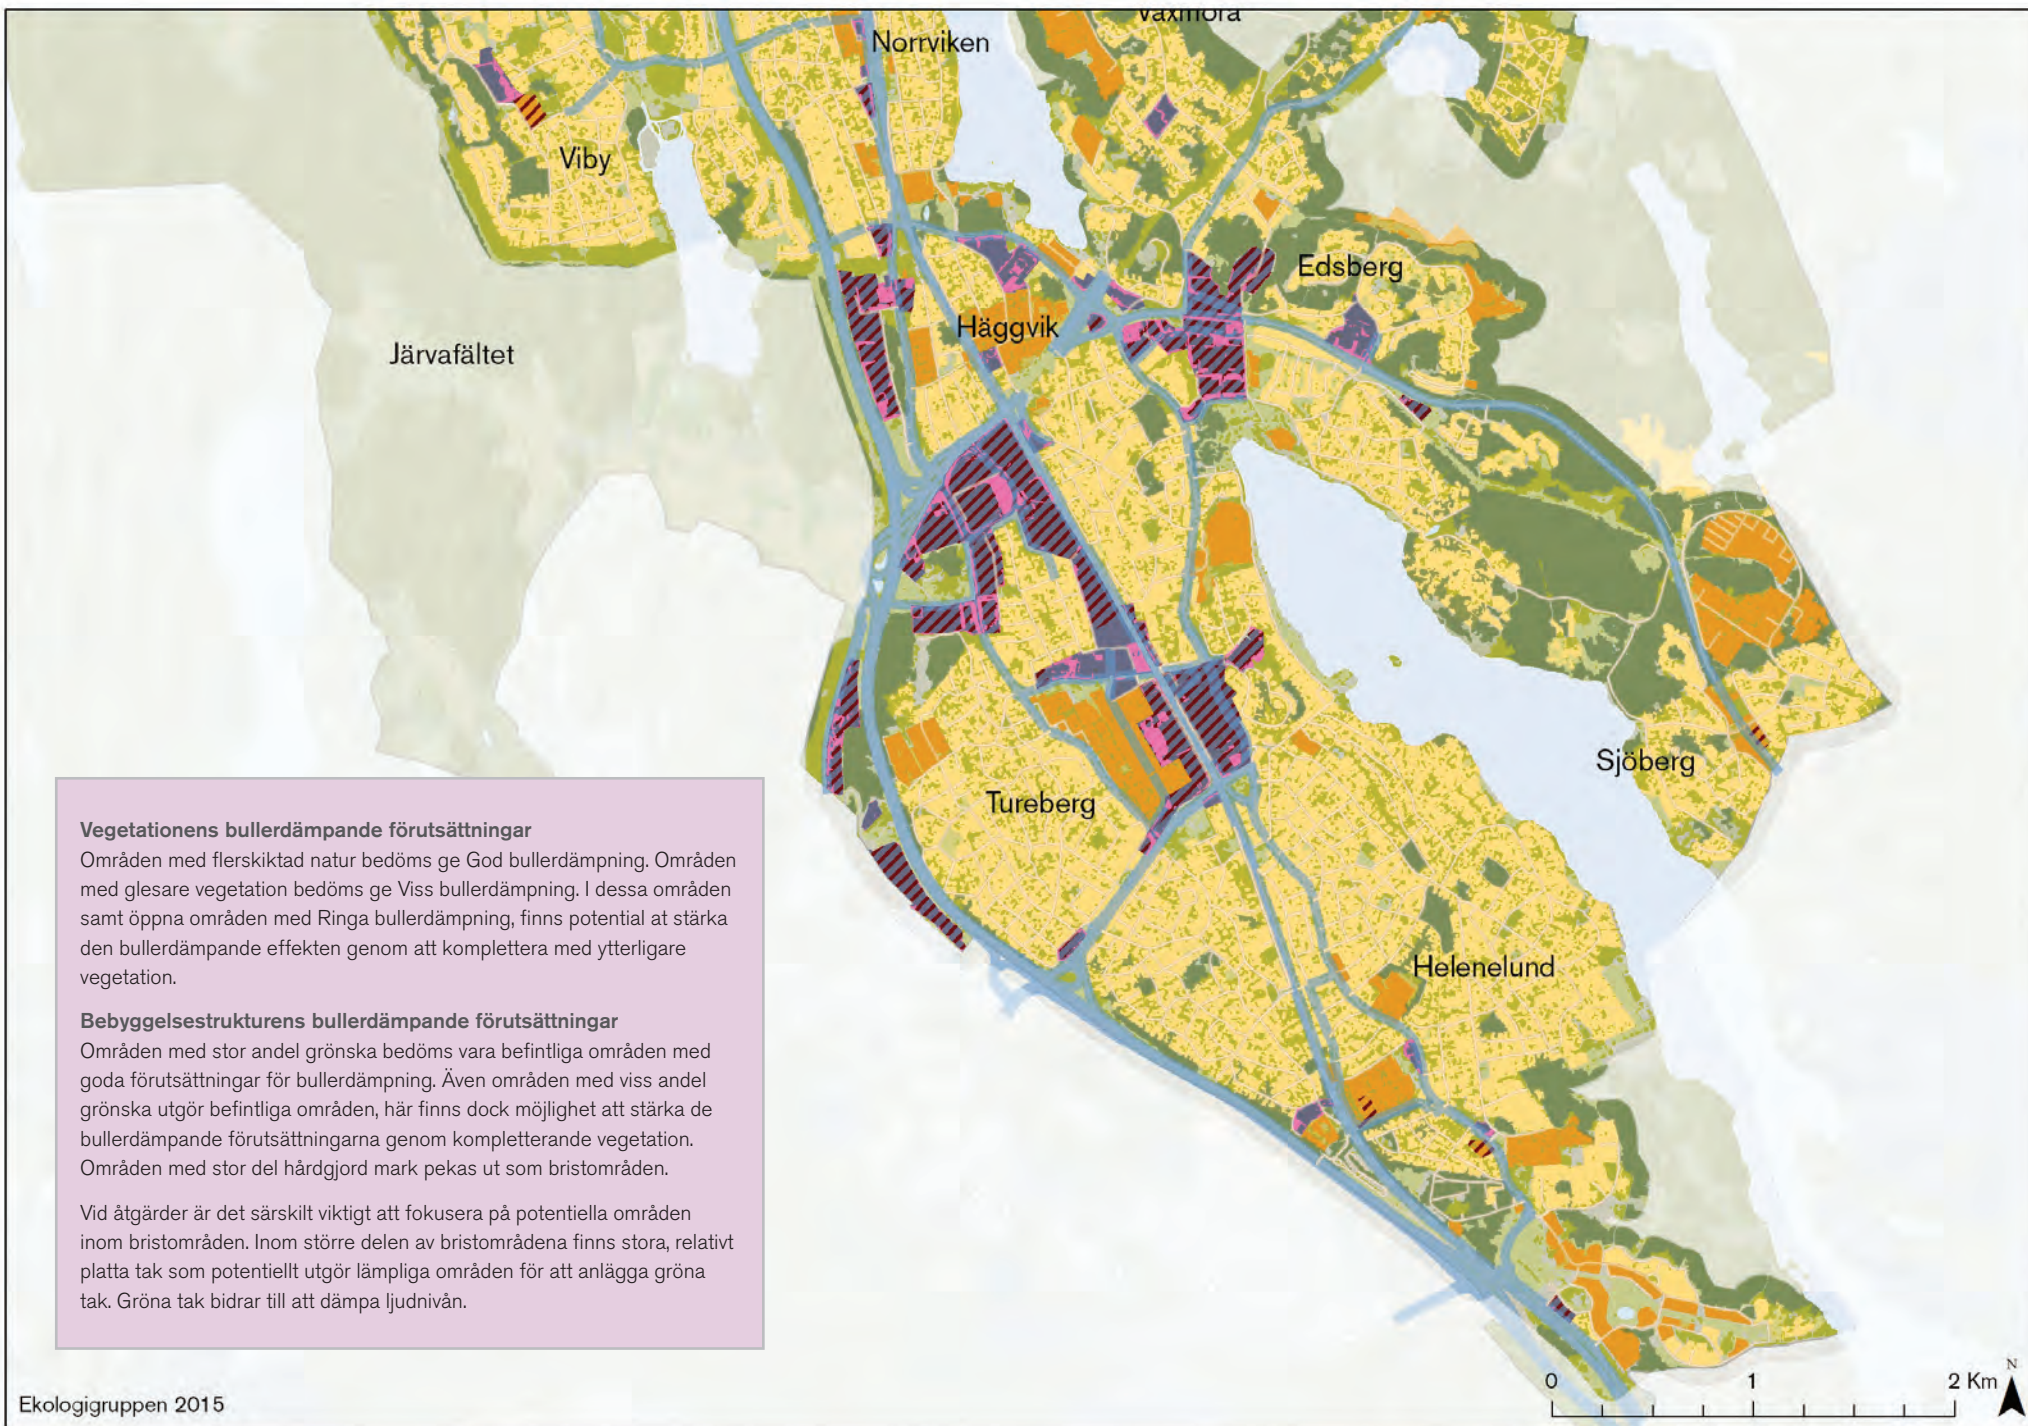 Växmora
Norrviken
Viby
Edsberg
Häggvik
Järvafältet
Sjöberg
Tureberg
Helenelund
Vegetationens bullerdämpande förutsättningar
Områden med flerskiktad natur bedöms ge God bullerdämpning. Områden
med glesare vegetation bedöms ge Viss bullerdämpning. I dessa områden
samt öppna områden med Ringa bullerdämpning, finns potential at stärka
den bullerdämpande effekten genom att komplettera med ytterligare
vegetation.
Bebyggelsestrukturens bullerdämpande förutsättningar
Områden med stor andel grönska bedöms vara befintliga områden med
goda förutsättningar för bullerdämpning. Även områden med viss andel
grönska utgör befintliga områden, här finns dock möjlighet att stärka de
bullerdämpande förutsättningarna genom kompletterande vegetation.
Områden med stor del hårdgjord mark pekas ut som bristområden.
Vid åtgärder är det särskilt viktigt att fokusera på potentiella områden
inom bristområden. Inom större delen av bristområdena finns stora, relativt
platta tak som potentiellt utgör lämpliga områden för att anlägga gröna
tak. Gröna tak bidrar till att dämpa ljudnivån.
0 1 2 Km
N
Ekologigruppen 2015